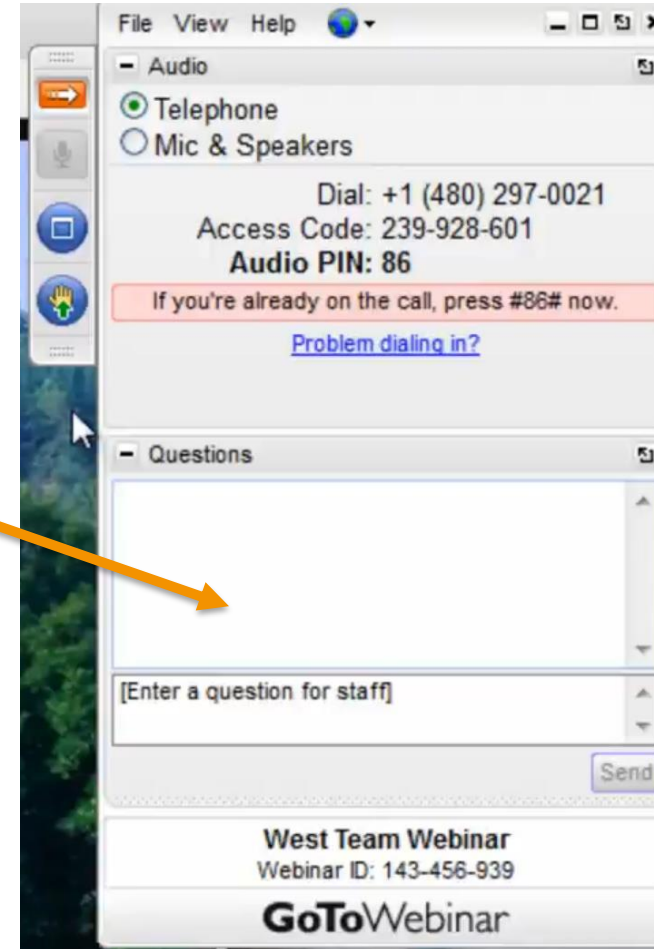 File View Help
Audio
Telephone
Mic & Speakers
Dial: +1 (480) 297-0021
Access Code: 239-928-601
Audio PIN: 86
If you're already on the call, press #86# now.
Problem dialing in?
Questions
[Enter a question for staff]
Send
West Team Webinar
Webinar ID: 143-456-939
GoToWebinar